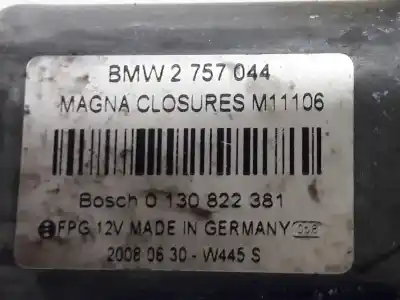 BMW 2 757 044
MAGNA CLOSURES M11106
Bosch 0 130 822 381
FPG 12V MADE IN GERMANY
2008 06 30 - W445 S